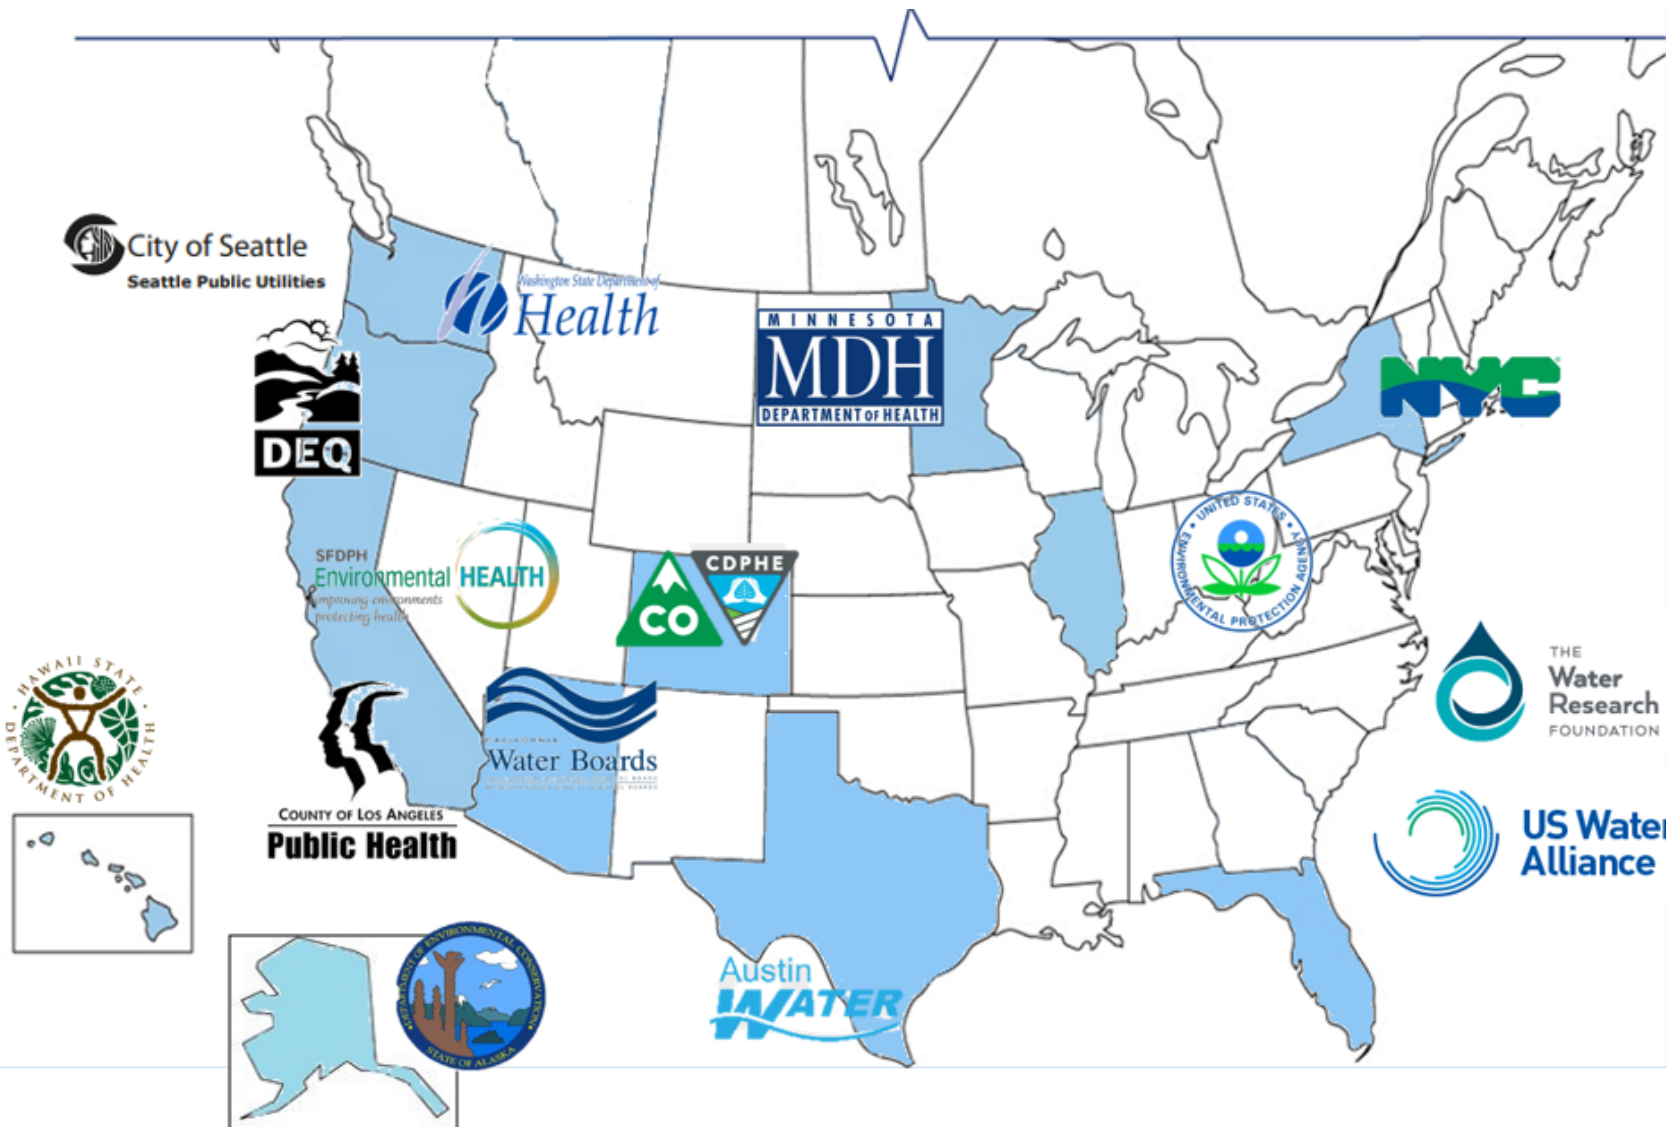 City of Seattle
Seattle Public Utilities
Washington State Department of
Health
DEQ
MINNESOTA
MDH
DEPARTMENT OF HEALTH
NYC
UNITED STATES
ENVIRONMENTAL PROTECTION AGENCY
SFDPH
Environmental HEALTH
improving environments
protecting health
CO
CDPHE
HAWAII STATE
DEPARTMENT OF HEALTH
COUNTY OF LOS ANGELES
Public Health
CALIFORNIA
Water Boards
THE
Water
Research
FOUNDATION
US Water
Alliance
DEPARTMENT OF ENVIRONMENTAL CONSERVATION
STATE OF ALASKA
Austin
WATER